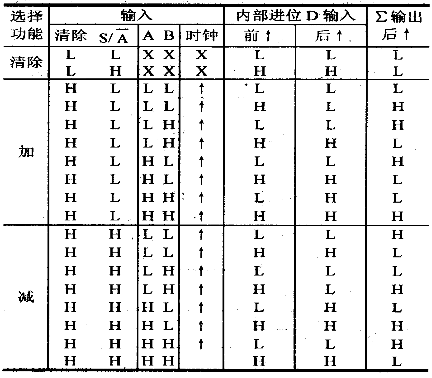 选择功能 输入 内部进位 D 输入 Σ输出
清除 S/A̅ A B 时钟 前↑ 后↑ 后↑
清除 L L X X X L L L
L H X X X H H L
H L L L ↑ L L L
H L L L ↑ H L H
H L L H ↑ L L H
H L L H ↑ H H L
加
H L H L ↑ L L H
H L H L ↑ H H L
H L H H ↑ L H L
H L H H ↑ H H H
H H L L ↑ L L H
H H L L ↑ H H L
H H L H ↑ L L L
H H L H ↑ H L H
减
H H H L ↑ L H L
H H H L ↑ H H H
H H H H ↑ L L H
H H H H H H L